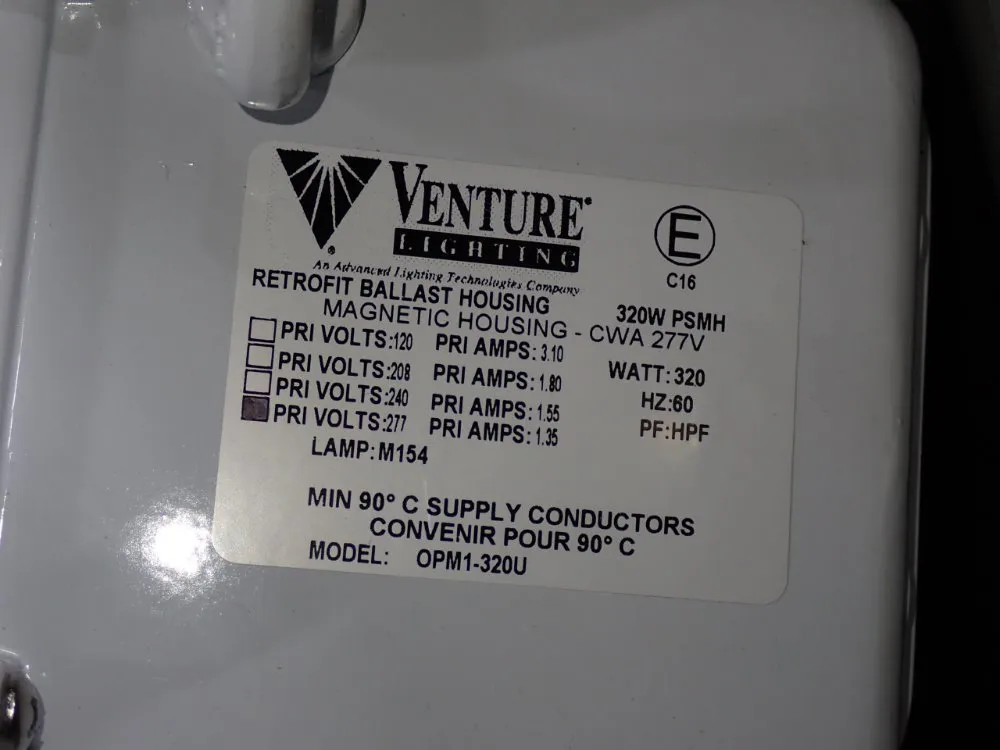 VENTURE
LIGHTING
An Advanced Lighting Technologies Company
E
C16
RETROFIT BALLAST HOUSING 320W PSMH
MAGNETIC HOUSING - CWA 277V
PRI VOLTS:120 PRI AMPS:3.10
PRI VOLTS:208 PRI AMPS:1.80 WATT:320
PRI VOLTS:240 PRI AMPS:1.55 HZ:60
PRI VOLTS:277 PRI AMPS:1.35 PF:HPF
LAMP:M154
MIN 90° C SUPPLY CONDUCTORS
CONVENIR POUR 90° C
MODEL: OPM1-320U